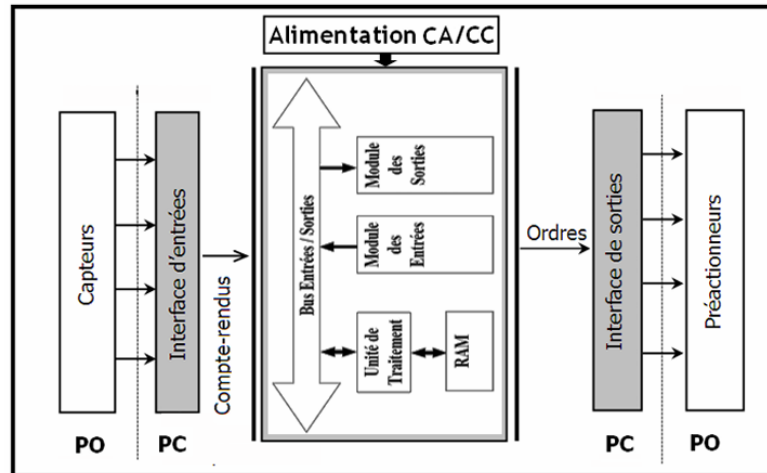 Alimentation CA/CC
Capteurs
Interface d'entrées
Compte-rendus
Bus Entrées / Sorties
Module
des
Sorties
Module
des
Entrées
Unité de
Traitement
RAM
Ordres
Interface de sorties
Préactionneurs
PO
PC
PC
PO